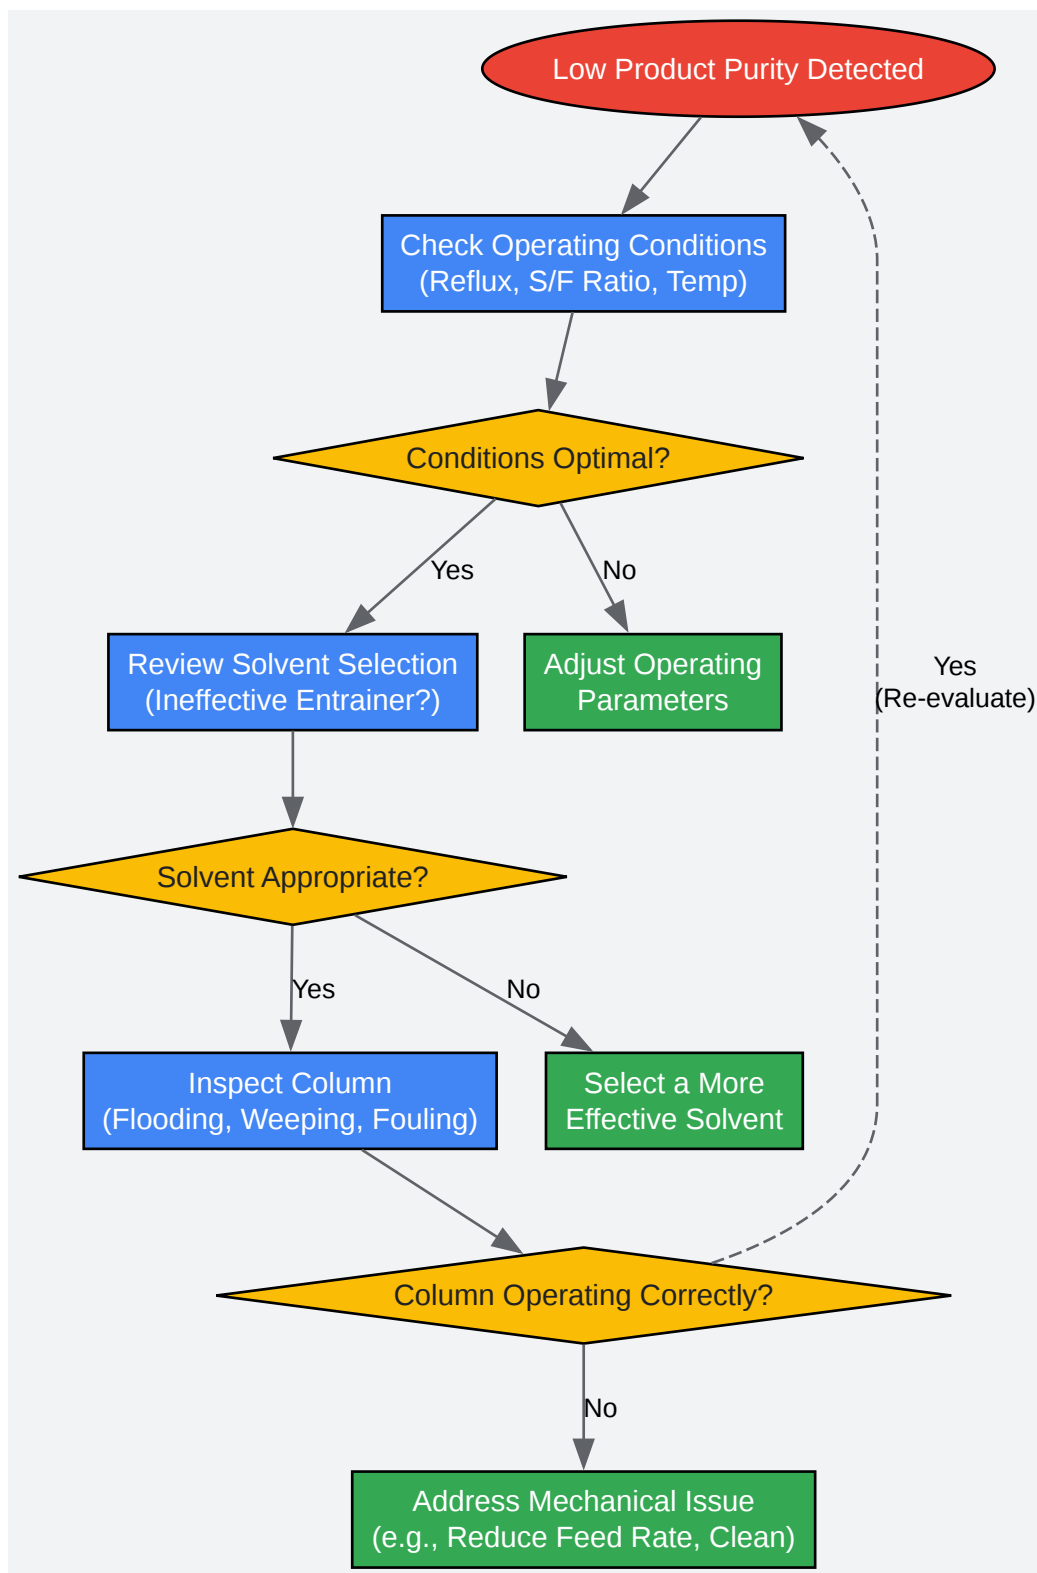 Low Product Purity Detected
Check Operating Conditions
(Reflux, S/F Ratio, Temp)
Conditions Optimal?
Yes
No
Review Solvent Selection
(Ineffective Entrainer?)
Adjust Operating
Parameters
Yes
(Re-evaluate)
Solvent Appropriate?
Yes
No
Inspect Column
(Flooding, Weeping, Fouling)
Select a More
Effective Solvent
Column Operating Correctly?
No
Address Mechanical Issue
(e.g., Reduce Feed Rate, Clean)